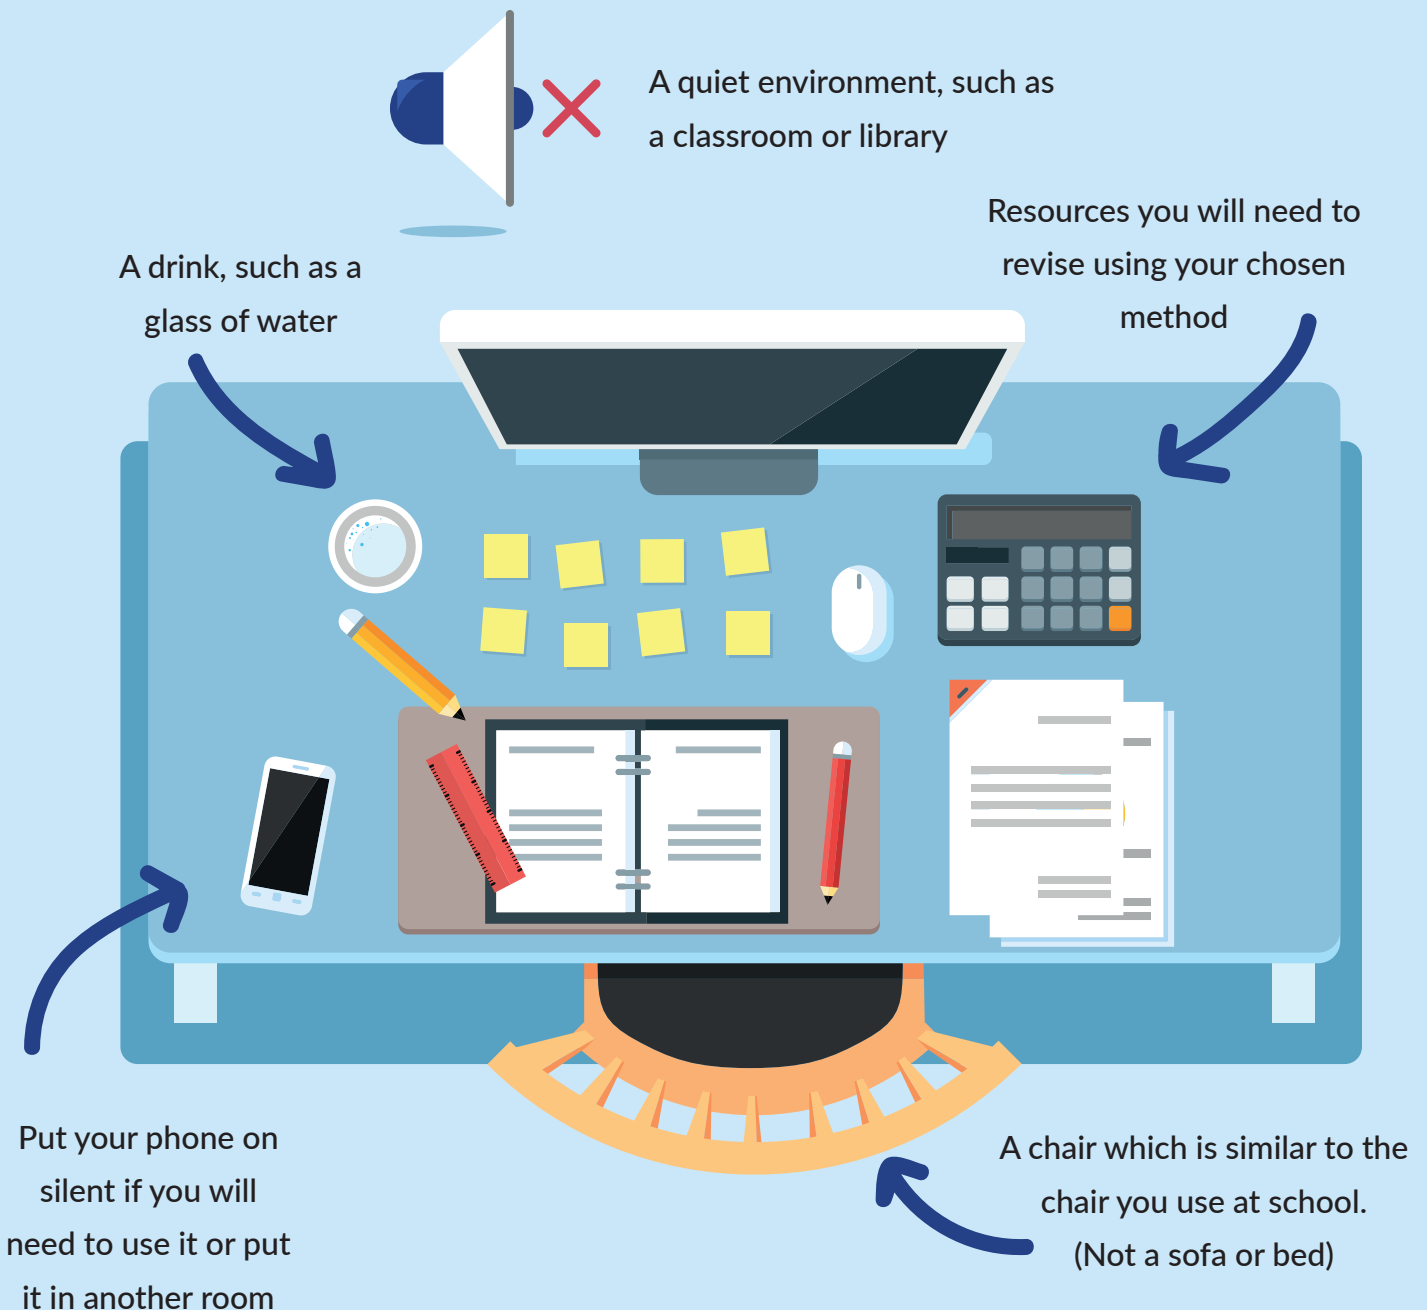 A quiet environment, such as
a classroom or library
Resources you will need to
revise using your chosen
method
A drink, such as a
glass of water
Put your phone on
silent if you will
need to use it or put
it in another room
A chair which is similar to the
chair you use at school.
(Not a sofa or bed)